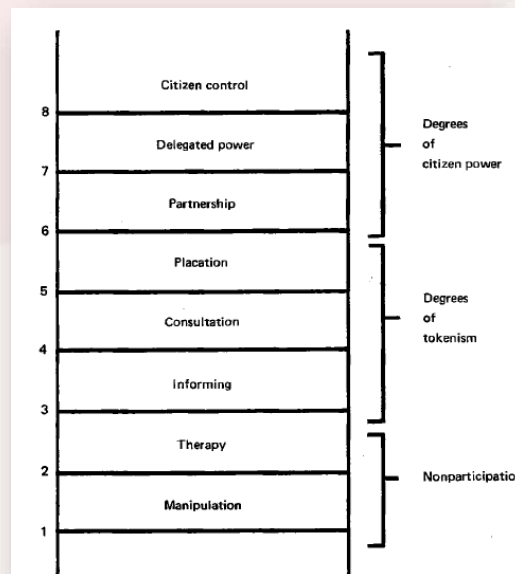 Citizen control
8
Delegated power
7
Partnership
6
Placation
5
Consultation
4
Informing
3
Therapy
2
Manipulation
1
Degrees
of
citizen power
Degrees
of
tokenism
Nonparticipatio